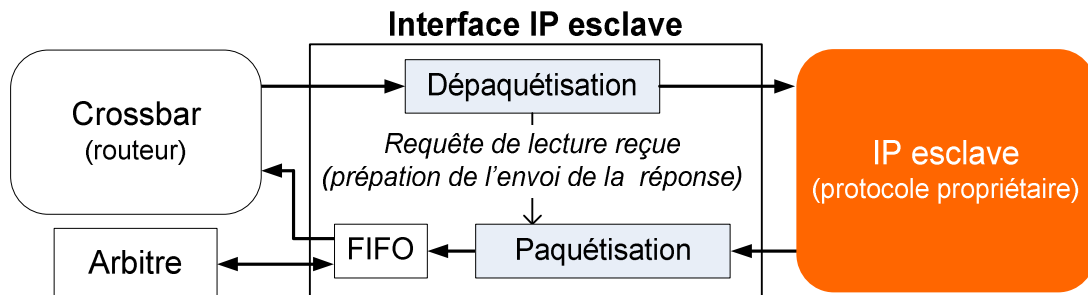 Interface IP esclave
Crossbar
(routeur)
Dépaquétisation
Requête de lecture reçue
(prépation de l'envoi de la réponse)
IP esclave
(protocole propriétaire)
Arbitre
FIFO
Paquétisation